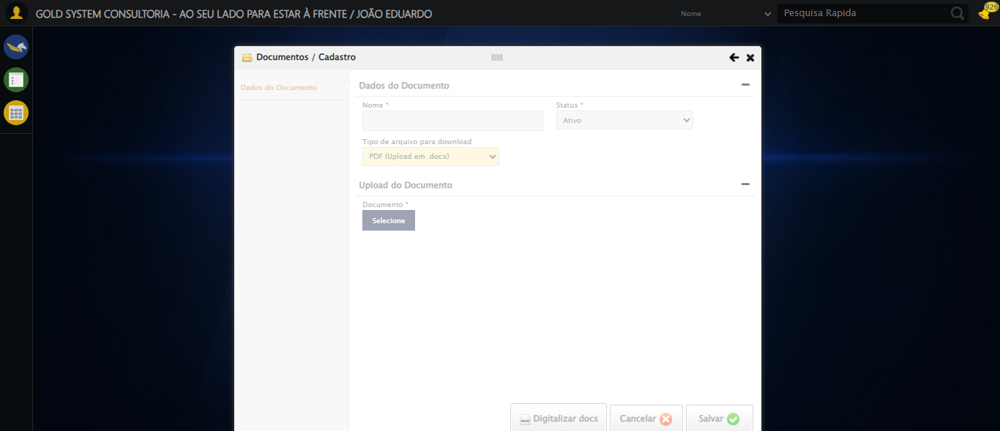 GOLD SYSTEM CONSULTORIA - AO SEU LADO PARA ESTAR À FRENTE / JOÃO EDUARDO
Nome
Pesquisa Rapida
926
Documentos / Cadastro
Dados do Documento
Dados do Documento
Nome *
Status *
Ativo
Tipo de arquivo para download
PDF (Upload em .docx)
Upload do Documento
Documento *
Selecione
Digitalizar docs
Cancelar
Salvar